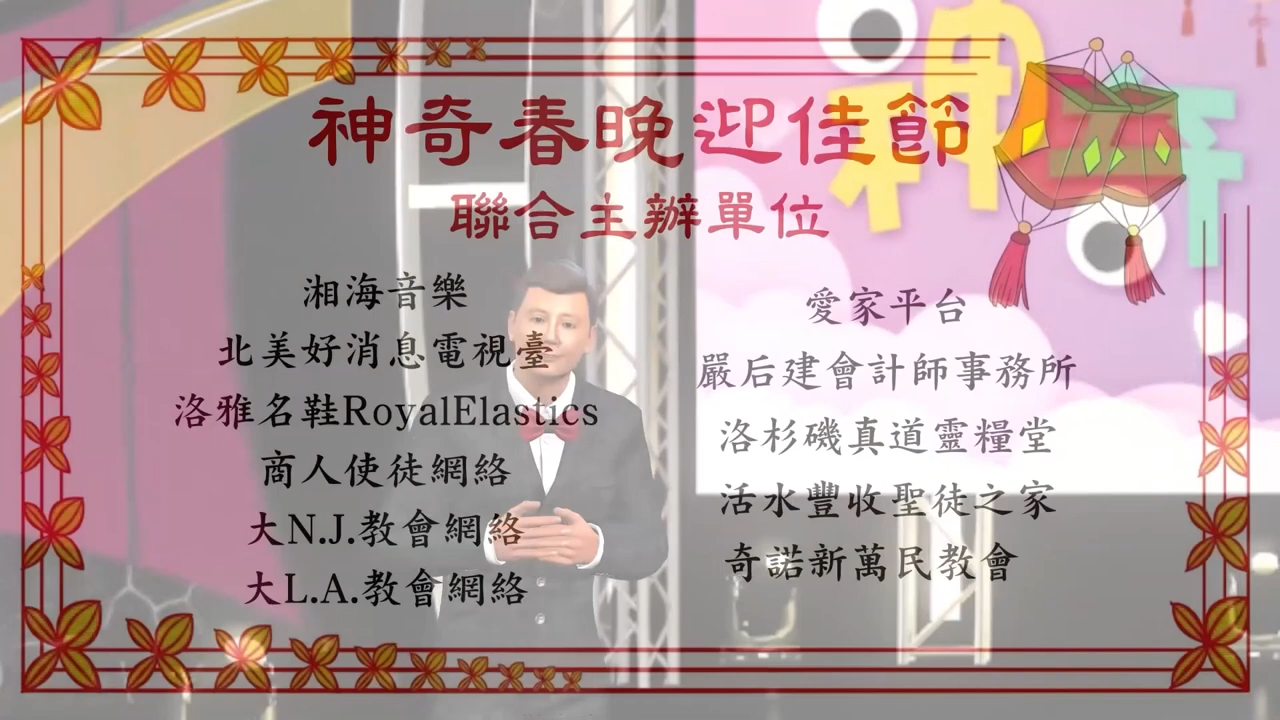 神奇春晚迎佳節
聯合主辦單位
湘海音樂
北美好消息電視臺
洛雅名鞋RoyalElastics
商人使徒網絡
大N.J.教會網絡
大L.A.教會網絡
愛家平台
嚴后建會計師事務所
洛杉磯真道靈糧堂
活水豐收聖徒之家
奇諾新萬民教會
神